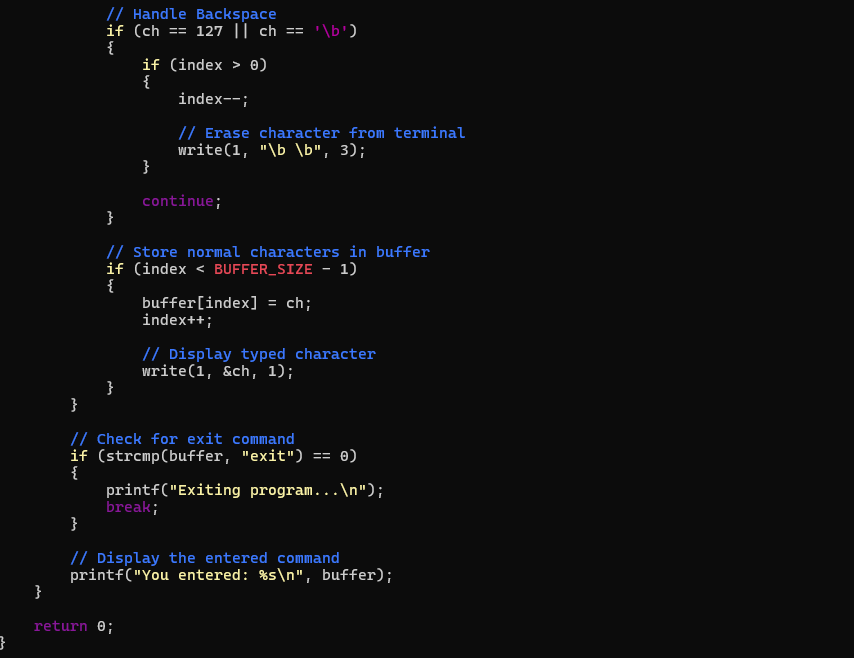 // Handle Backspace
if (ch == 127 || ch == '\b')
{
if (index > 0)
{
index--;
// Erase character from terminal
write(1, "\b \b", 3);
}
continue;
}
// Store normal characters in buffer
if (index < BUFFER_SIZE - 1)
{
buffer[index] = ch;
index++;
// Display typed character
write(1, &ch, 1);
}
}
// Check for exit command
if (strcmp(buffer, "exit") == 0)
{
printf("Exiting program...\n");
break;
}
// Display the entered command
printf("You entered: %s\n", buffer);
}
return 0;
}